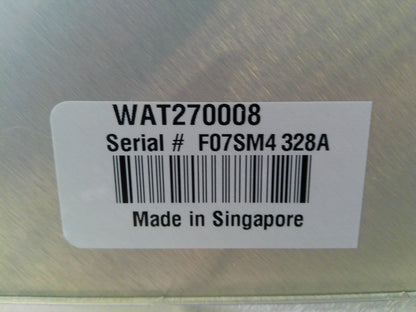 WAT270008
Serial # F07SM4 328A
Made in Singapore